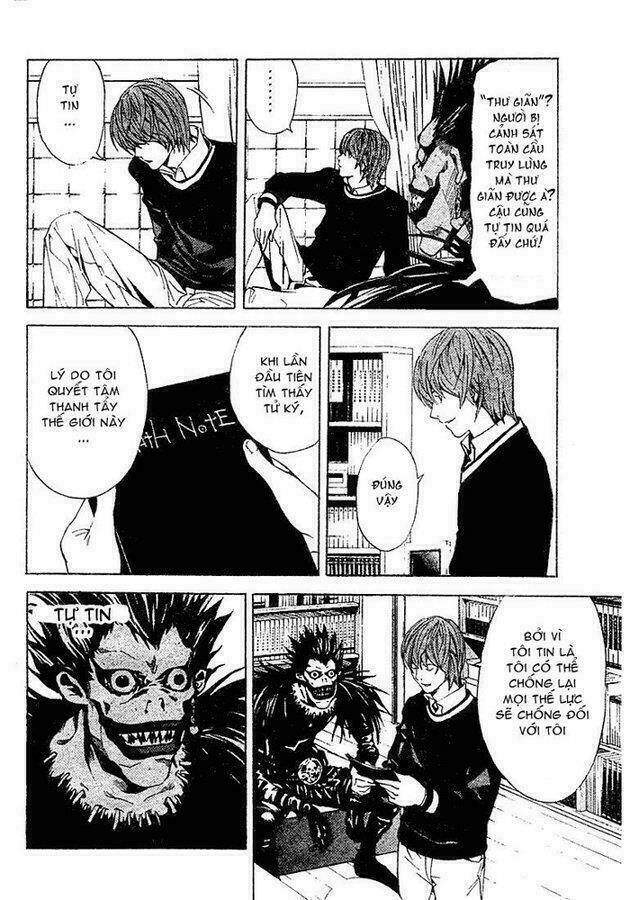 "THƯ GIÃN"?
NGƯỜI BỊ
CẢNH SÁT
TOÀN CẦU
TRUY LÙNG
MÀ THƯ
GIÃN ĐƯỢC À?
CẬU CŨNG
TỰ TIN QUÁ
ĐẤY CHỨ!
......
TỰ
TIN
...
ĐÚNG
VẬY
KHI LẦN
ĐẦU TIÊN
TÌM THẤY
TỬ KÝ,
LÝ DO TÔI
QUYẾT TÂM
THANH TẨY
THẾ GIỚI NÀY
...
ATH NOTE
BỞI VÌ
TÔI TIN LÀ
TÔI CÓ THỂ
CHỐNG LẠI
MỌI THẾ LỰC
SẼ CHỐNG ĐỐI
VỚI TÔI
TỰ TIN
...